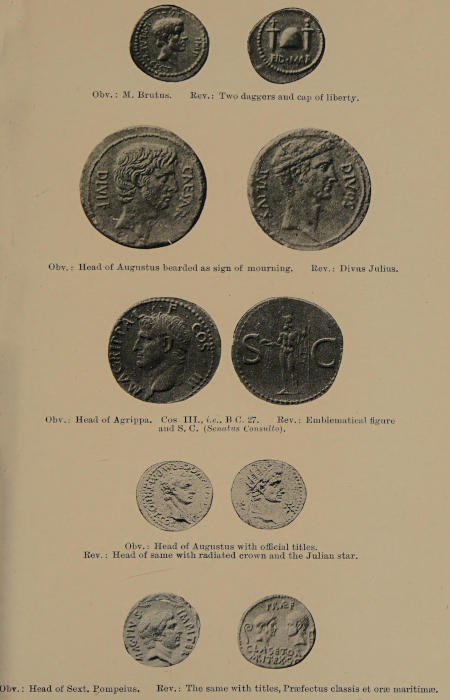 EID·MAR
Obv.: M. Brutus. Rev.: Two daggers and cap of liberty.
DIVI F
CAESAR
DIVOS
IVLIVS
Obv.: Head of Augustus bearded as sign of mourning. Rev.: Divus Julius.
M AGRIPPA L F COS III
S C
Obv.: Head of Agrippa. Cos III., i.e., B C. 27. Rev.: Emblematical figure
and S. C. (Senatus Consulto).
Obv.: Head of Augustus with official titles.
Rev.: Head of same with radiated crown and the Julian star.
PRÆF
CLAS·ET·O
Obv.: Head of Sext. Pompeius. Rev.: The same with titles, Præfectus classis et oræ maritimæ.